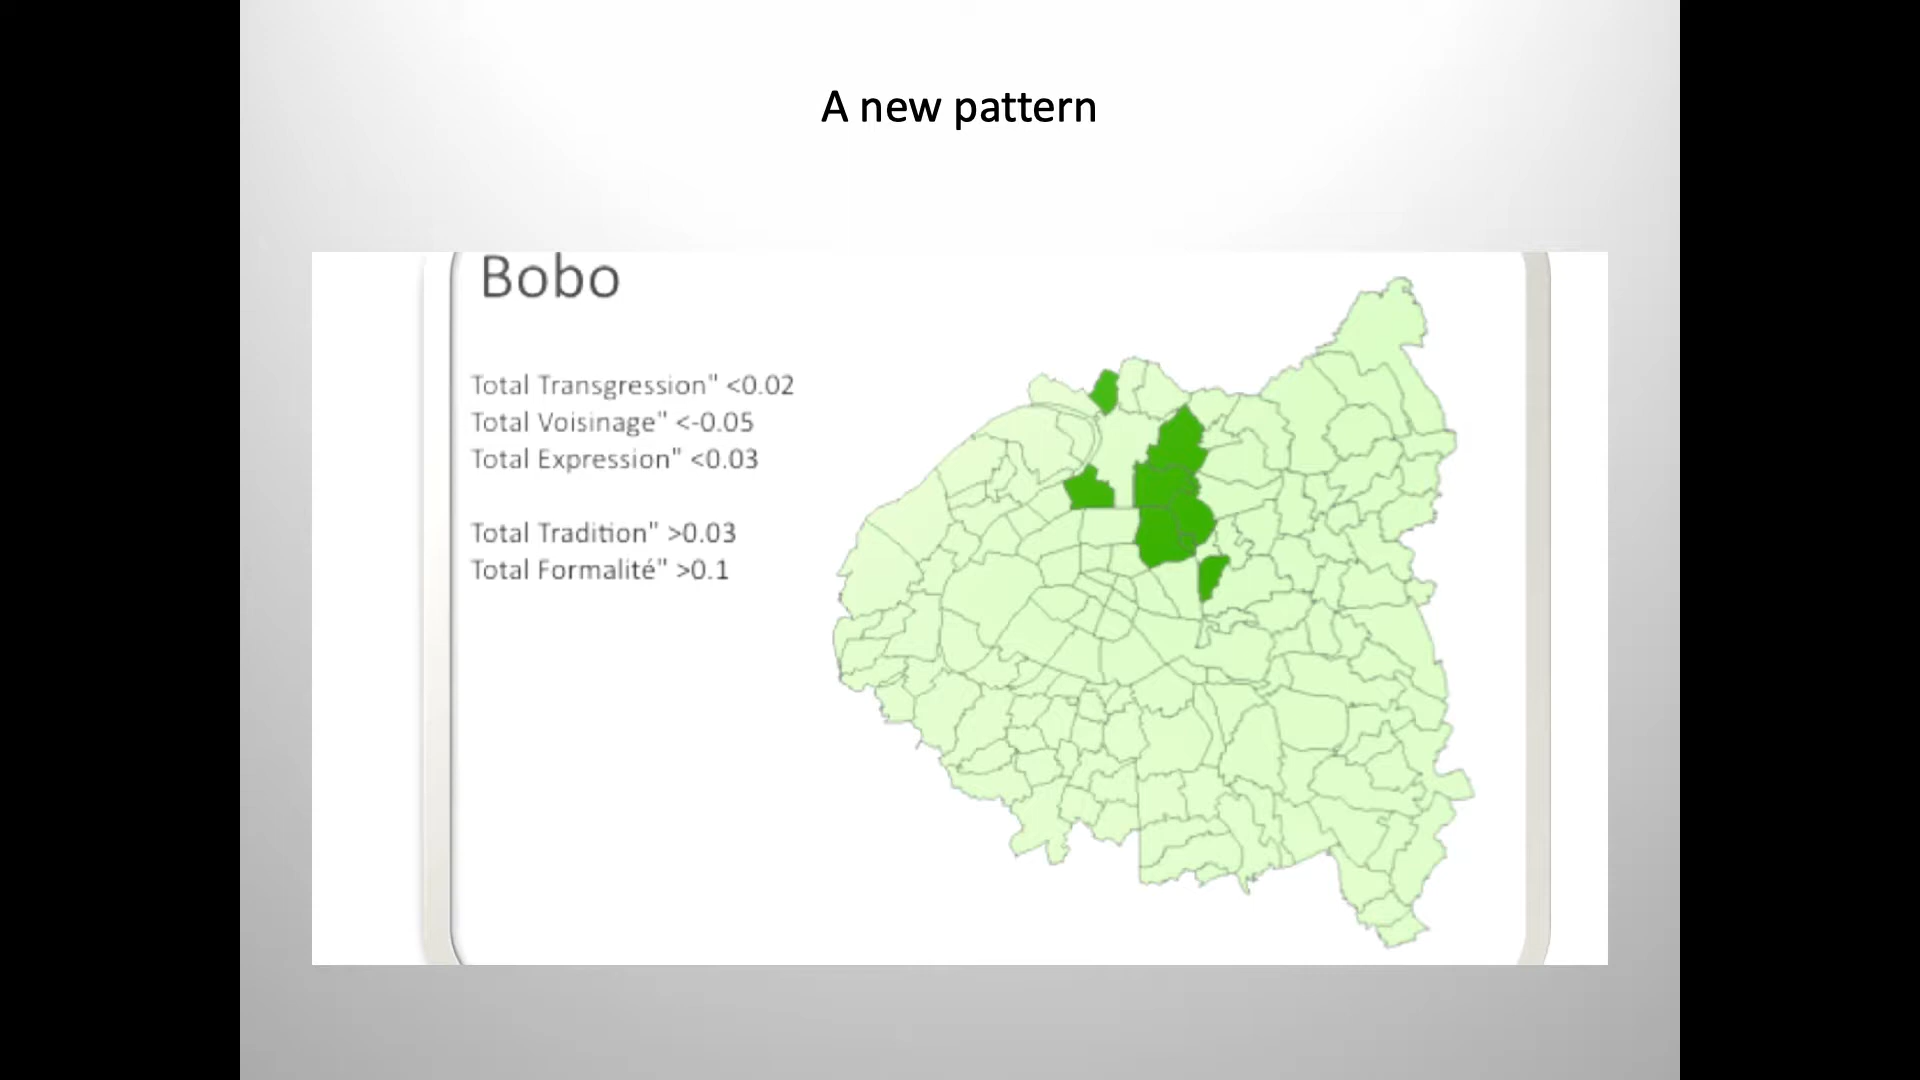 A new pattern
Bobo
Total Transgression" <0.02
Total Voisinage" <-0.05
Total Expression" <0.03
Total Tradition" >0.03
Total Formalité" >0.1